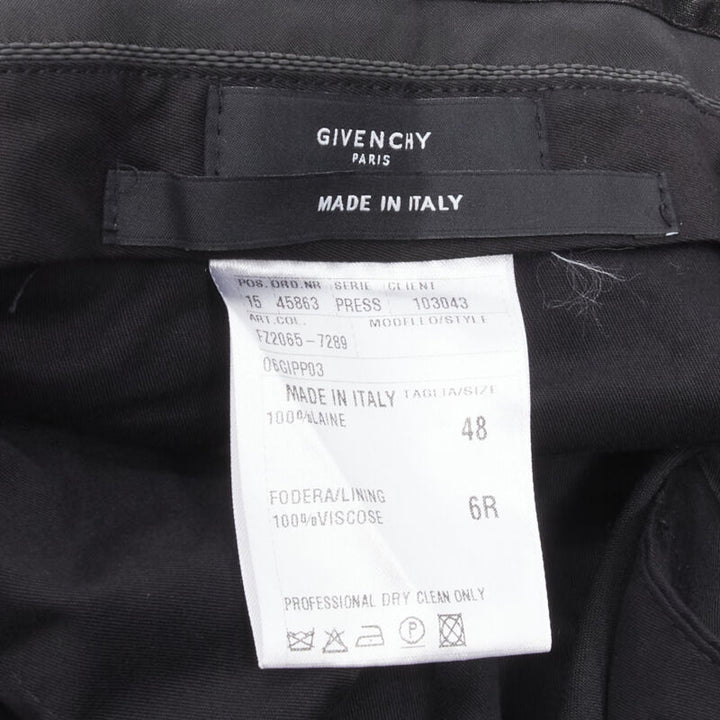 GIVENCHY
PARIS
MADE IN ITALY
POS. ORD.NR SERIE CLIENT
15 45863 PRESS 103043
ART.COL. MODELLO/STYLE
FZ2065-7289
06GIPP03
MADE IN ITALY TAGLIA/SIZE
100%LAINE 48
FODERA/LINING
100%VISCOSE 6R
PROFESSIONAL DRY CLEAN ONLY
P